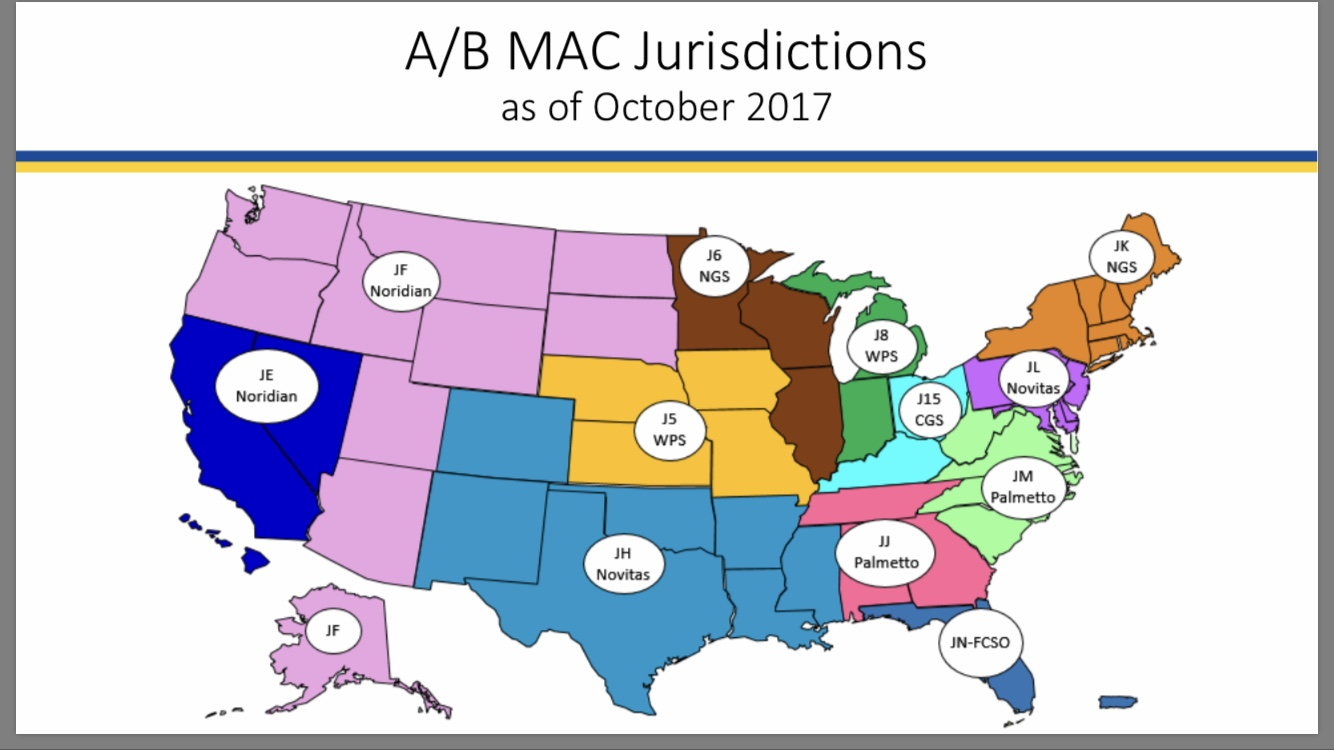 A/B MAC Jurisdictions
as of October 2017
JK
NGS
J6
NGS
JF
Noridian
J8
WPS
JE
Noridian
JL
Novitas
J15
CGS
J5
WPS
JM
Palmetto
JJ
Palmetto
JH
Novitas
JF
JN-FCSO